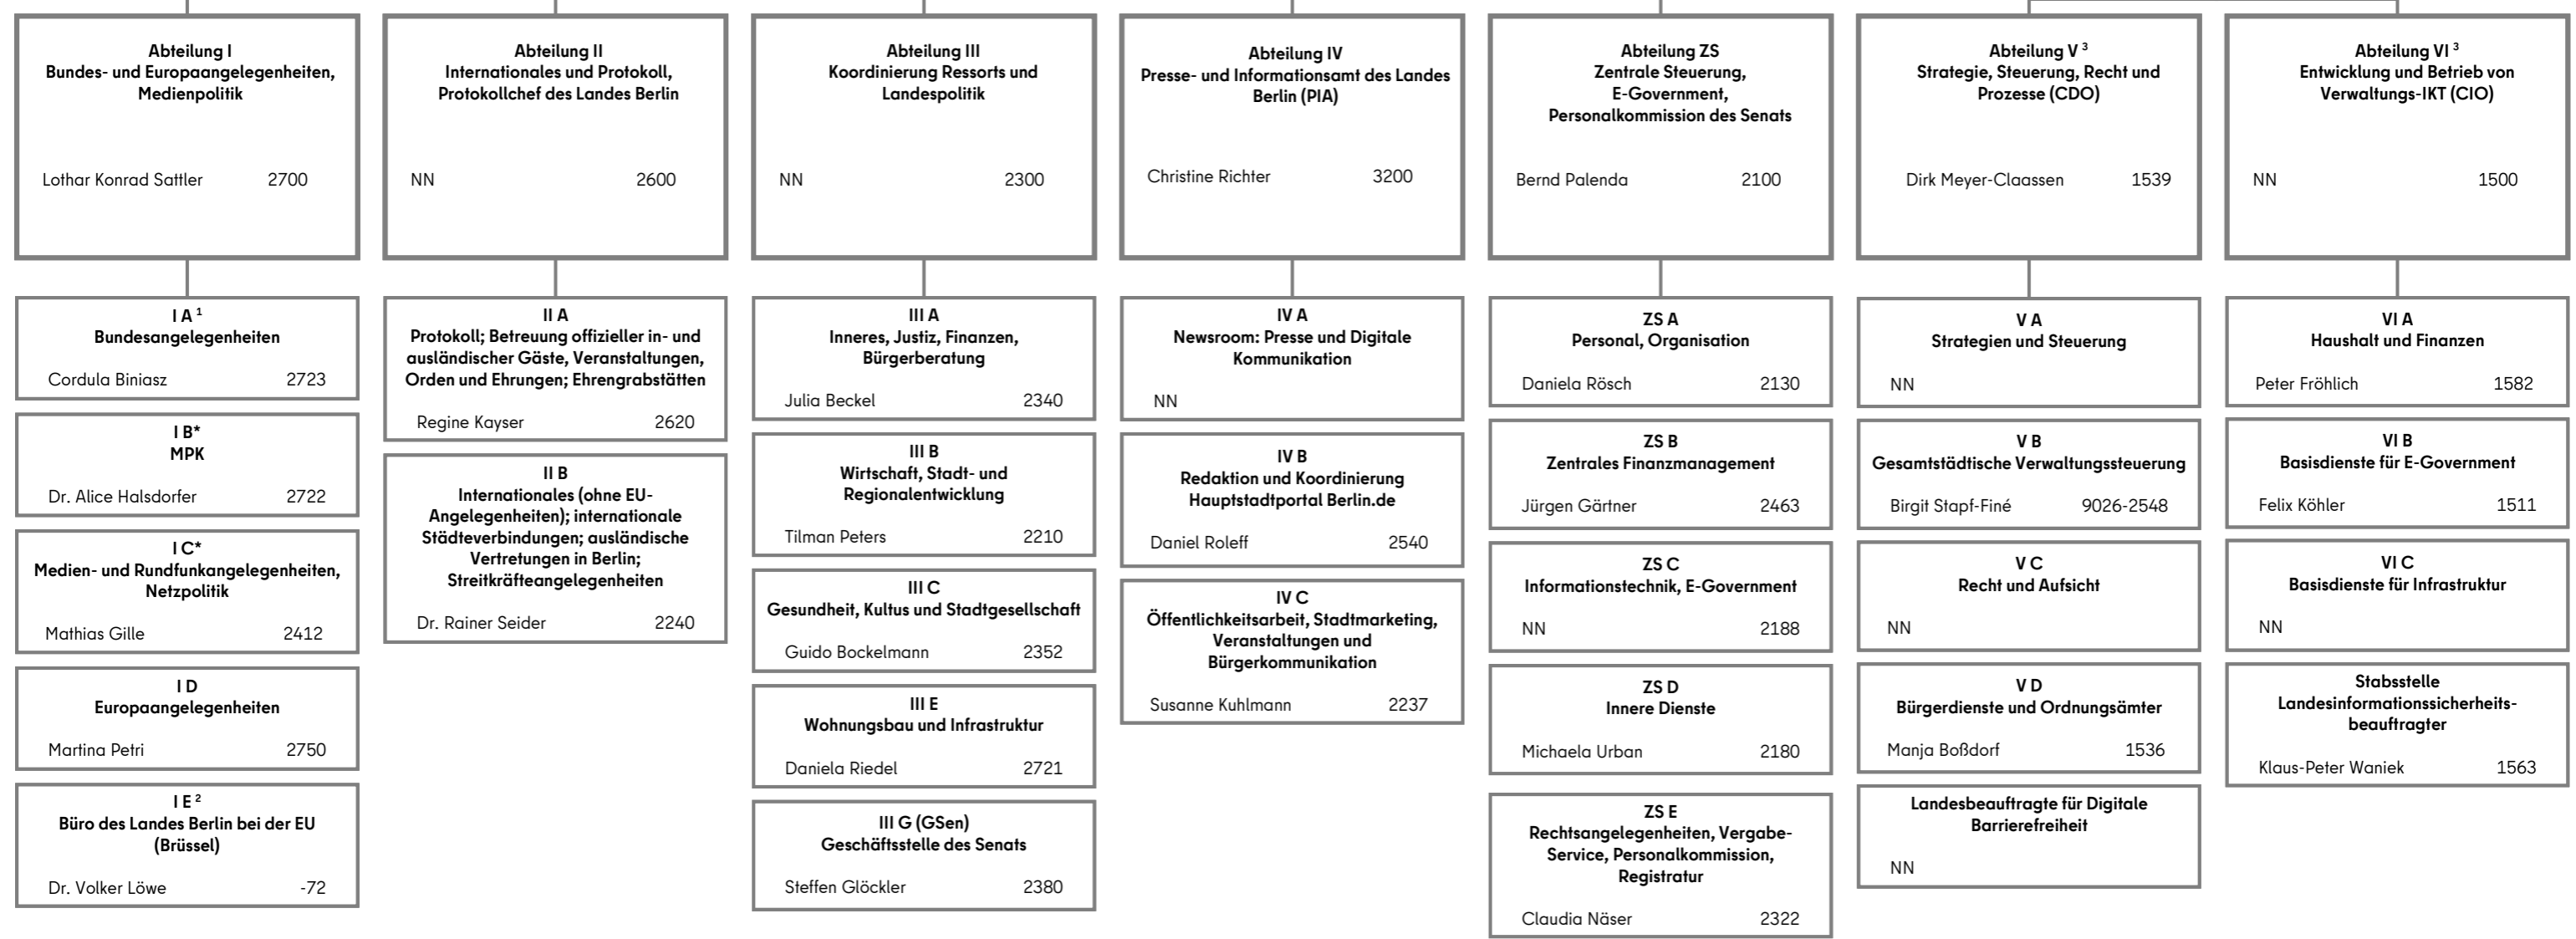 Abteilung I
Bundes- und Europaangelegenheiten,
Medienpolitik
Lothar Konrad Sattler 2700
I A ¹
Bundesangelegenheiten
Cordula Biniasz 2723
I B*
MPK
Dr. Alice Halsdorfer 2722
I C*
Medien- und Rundfunkangelegenheiten,
Netzpolitik
Mathias Gille 2412
I D
Europaangelegenheiten
Martina Petri 2750
I E ²
Büro des Landes Berlin bei der EU
(Brüssel)
Dr. Volker Löwe -72
Abteilung II
Internationales und Protokoll,
Protokollchef des Landes Berlin
NN 2600
II A
Protokoll; Betreuung offizieller in- und
ausländischer Gäste, Veranstaltungen,
Orden und Ehrungen; Ehrengrabstätten
Regine Kayser 2620
II B
Internationales (ohne EU-
Angelegenheiten); internationale
Städteverbindungen; ausländische
Vertretungen in Berlin;
Streitkräfteangelegenheiten
Dr. Rainer Seider 2240
Abteilung III
Koordinierung Ressorts und
Landespolitik
NN 2300
III A
Inneres, Justiz, Finanzen,
Bürgerberatung
Julia Beckel 2340
III B
Wirtschaft, Stadt- und
Regionalentwicklung
Tilman Peters 2210
III C
Gesundheit, Kultus und Stadtgesellschaft
Guido Bockelmann 2352
III E
Wohnungsbau und Infrastruktur
Daniela Riedel 2721
III G (GSen)
Geschäftsstelle des Senats
Steffen Glöckler 2380
Abteilung IV
Presse- und Informationsamt des Landes
Berlin (PIA)
Christine Richter 3200
IV A
Newsroom: Presse und Digitale
Kommunikation
NN
IV B
Redaktion und Koordinierung
Hauptstadtportal Berlin.de
Daniel Roleff 2540
IV C
Öffentlichkeitsarbeit, Stadtmarketing,
Veranstaltungen und
Bürgerkommunikation
Susanne Kuhlmann 2237
Abteilung ZS
Zentrale Steuerung,
E-Government,
Personalkommission des Senats
Bernd Palenda 2100
ZS A
Personal, Organisation
Daniela Rösch 2130
ZS B
Zentrales Finanzmanagement
Jürgen Gärtner 2463
ZS C
Informationstechnik, E-Government
NN 2188
ZS D
Innere Dienste
Michaela Urban 2180
ZS E
Rechtsangelegenheiten, Vergabe-
Service, Personalkommission,
Registratur
Claudia Näser 2322
Abteilung V ³
Strategie, Steuerung, Recht und
Prozesse (CDO)
Dirk Meyer-Claassen 1539
V A
Strategien und Steuerung
NN
V B
Gesamtstädtische Verwaltungssteuerung
Birgit Stapf-Finé 9026-2548
V C
Recht und Aufsicht
NN
V D
Bürgerdienste und Ordnungsämter
Manja Boßdorf 1536
Landesbeauftragte für Digitale
Barrierefreiheit
NN
Abteilung VI ³
Entwicklung und Betrieb von
Verwaltungs-IKT (CIO)
NN 1500
VI A
Haushalt und Finanzen
Peter Fröhlich 1582
VI B
Basisdienste für E-Government
Felix Köhler 1511
VI C
Basisdienste für Infrastruktur
NN
Stabsstelle
Landesinformationssicherheits-
beauftragter
Klaus-Peter Waniek 1563